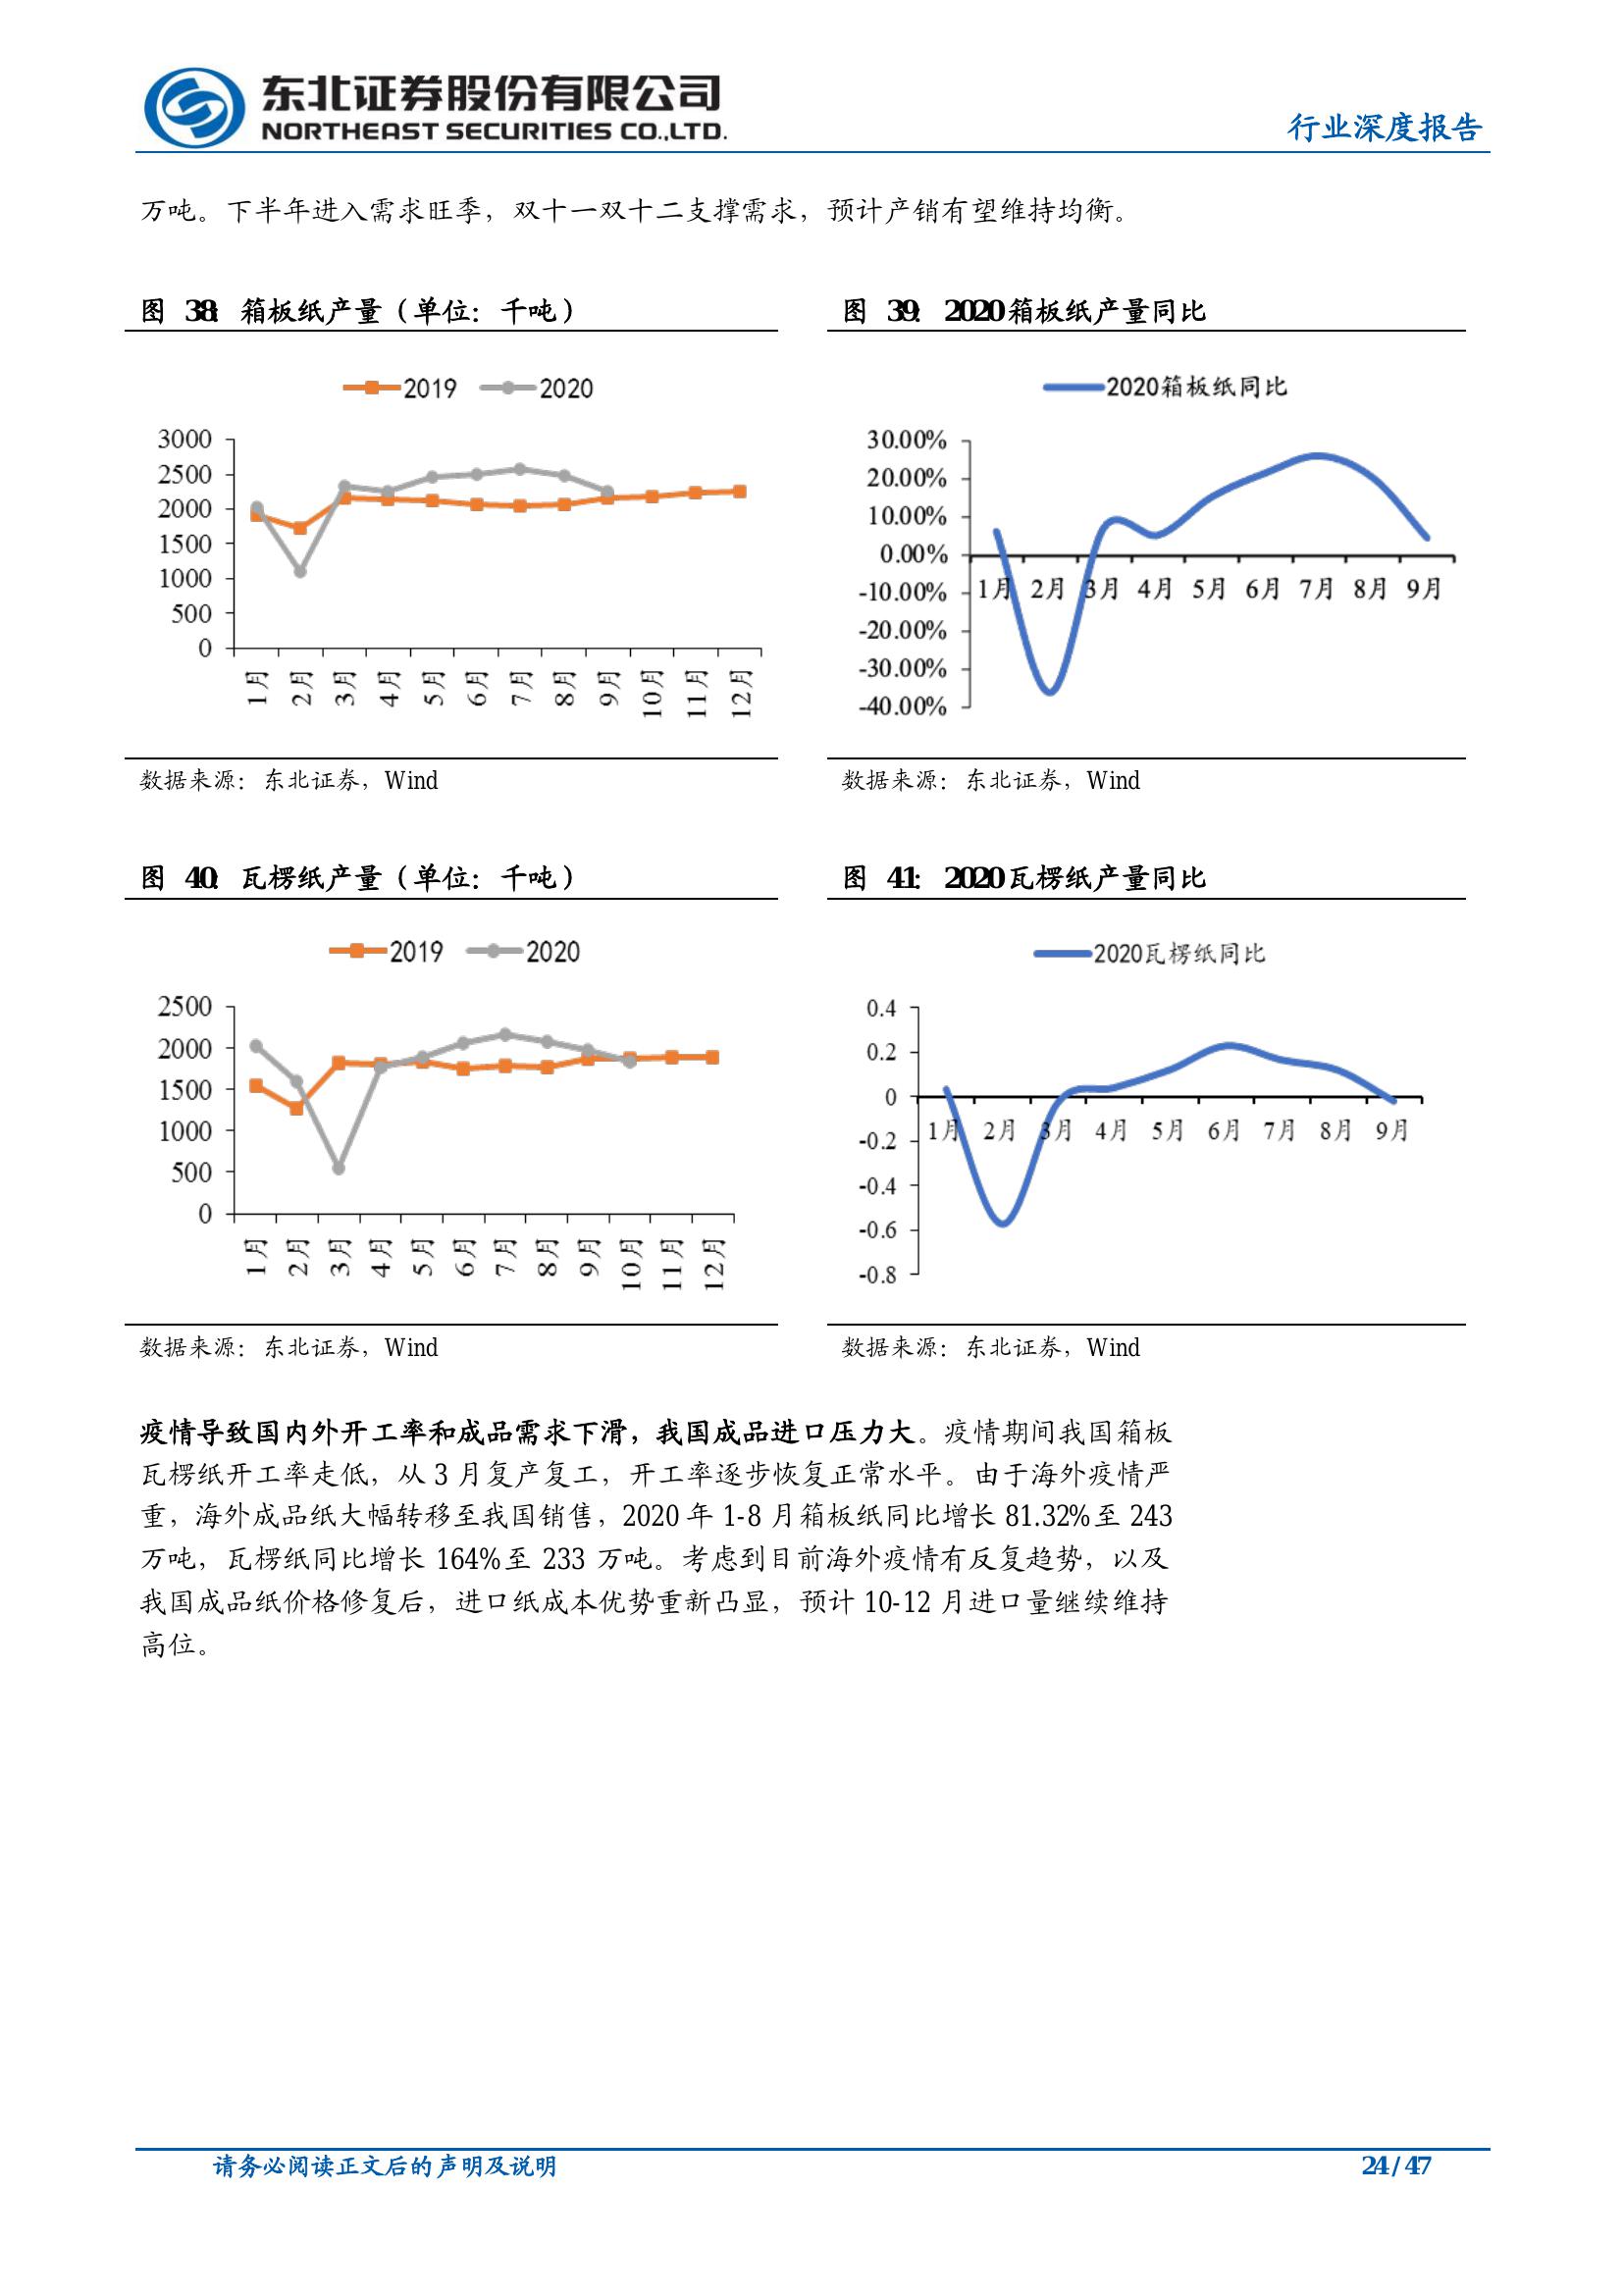 东北证券股份有限公司
NORTHEAST SECURITIES CO.,LTD.
行业深度报告
万吨。下半年进入需求旺季，双十一双十二支撑需求，预计产销有望维持均衡。
图 38：箱板纸产量（单位：千吨）
2019 2020
3000
2500
2000
1500
1000
500
0
1月 2月 3月 4月 5月 6月 7月 8月 9月 10月 11月 12月
数据来源：东北证券，Wind
图 39：2020箱板纸产量同比
2020箱板纸同比
30.00%
20.00%
10.00%
0.00%
-10.00%
-20.00%
-30.00%
-40.00%
1月 2月 3月 4月 5月 6月 7月 8月 9月
数据来源：东北证券，Wind
图 40：瓦楞纸产量（单位：千吨）
2019 2020
2500
2000
1500
1000
500
0
1月 2月 3月 4月 5月 6月 7月 8月 9月 10月 11月 12月
数据来源：东北证券，Wind
图 41：2020瓦楞纸产量同比
2020瓦楞纸同比
0.4
0.2
0
-0.2
-0.4
-0.6
-0.8
1月 2月 3月 4月 5月 6月 7月 8月 9月
数据来源：东北证券，Wind
疫情导致国内外开工率和成品需求下滑，我国成品进口压力大。疫情期间我国箱板
瓦楞纸开工率走低，从 3 月复产复工，开工率逐步恢复正常水平。由于海外疫情严
重，海外成品纸大幅转移至我国销售，2020 年 1-8 月箱板纸同比增长 81.32%至 243
万吨，瓦楞纸同比增长 164%至 233 万吨。考虑到目前海外疫情有反复趋势，以及
我国成品纸价格修复后，进口纸成本优势重新凸显，预计 10-12 月进口量继续维持
高位。
请务必阅读正文后的声明及说明
24 / 47